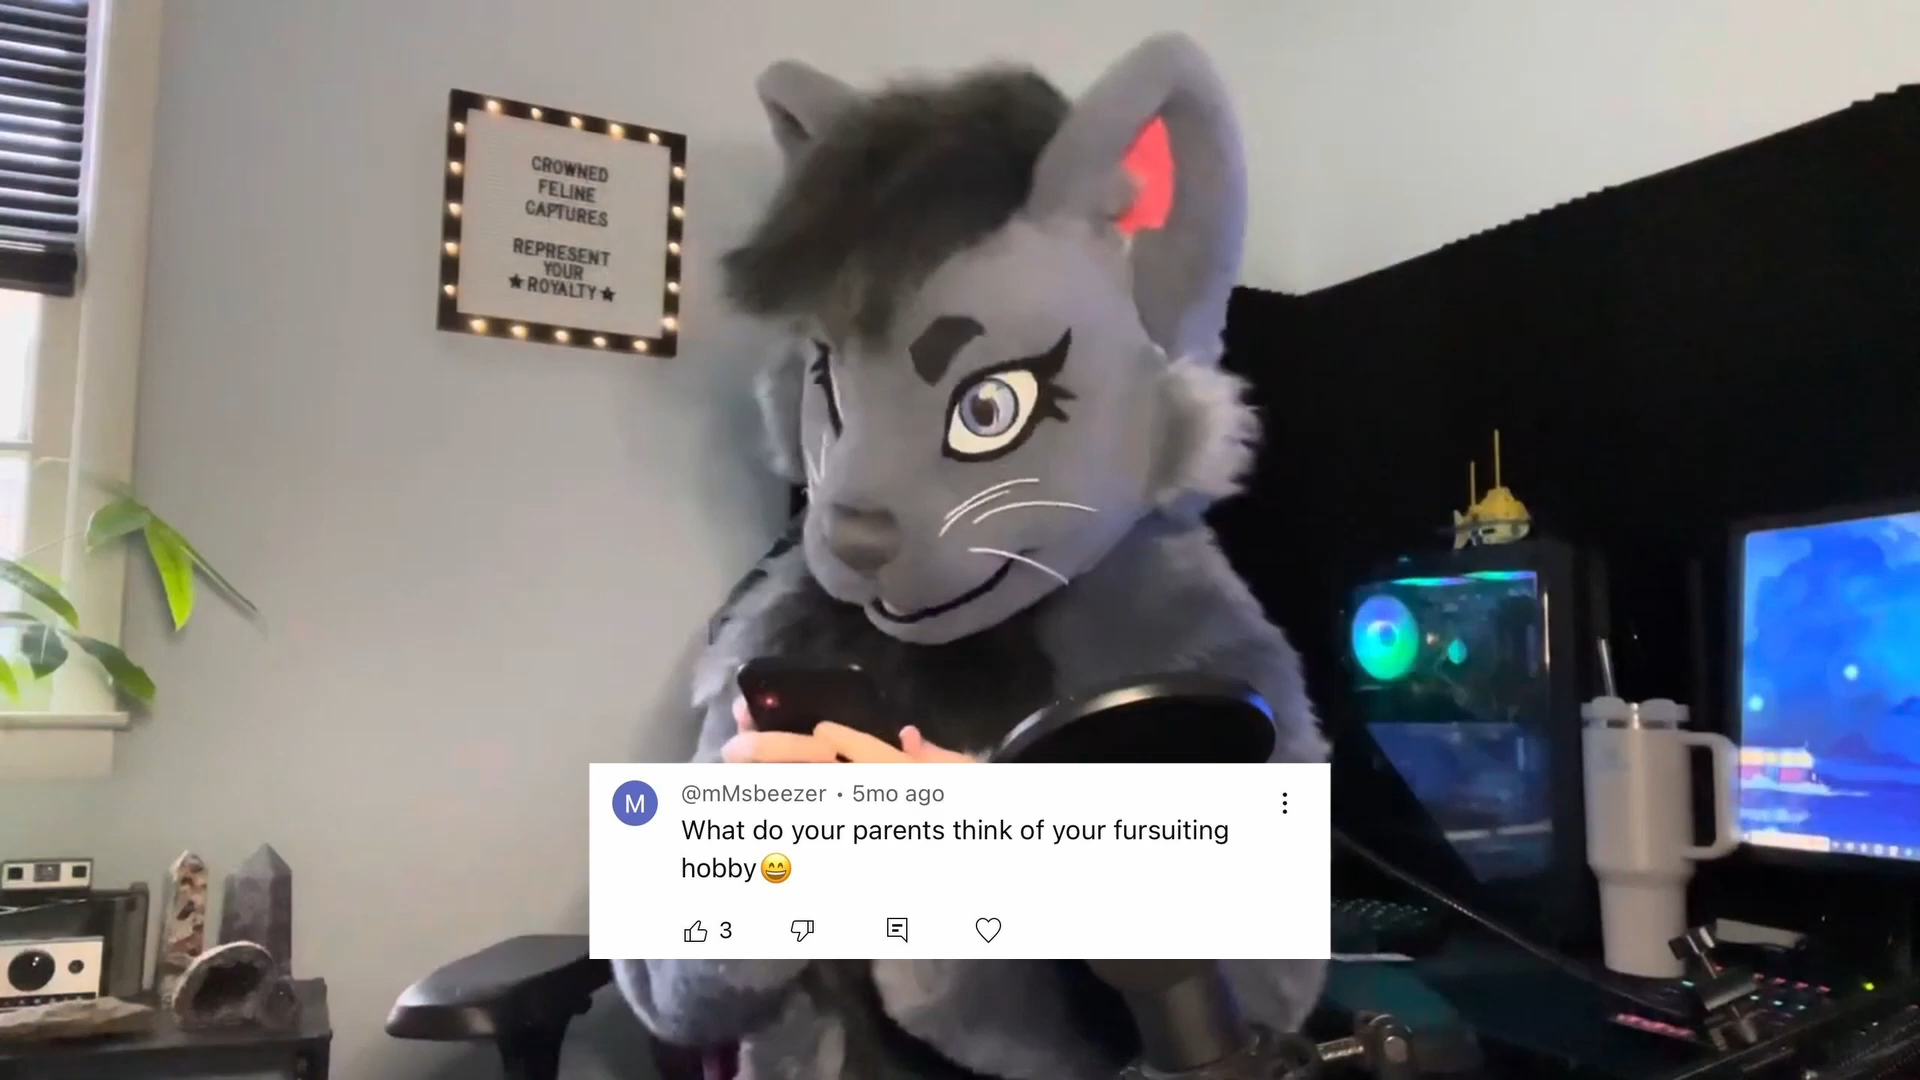 CROWNED
FELINE
CAPTURES
REPRESENT
YOUR
★ROYALTY★
M
@mMsbeezer • 5mo ago
What do your parents think of your fursuiting
hobby😄
3